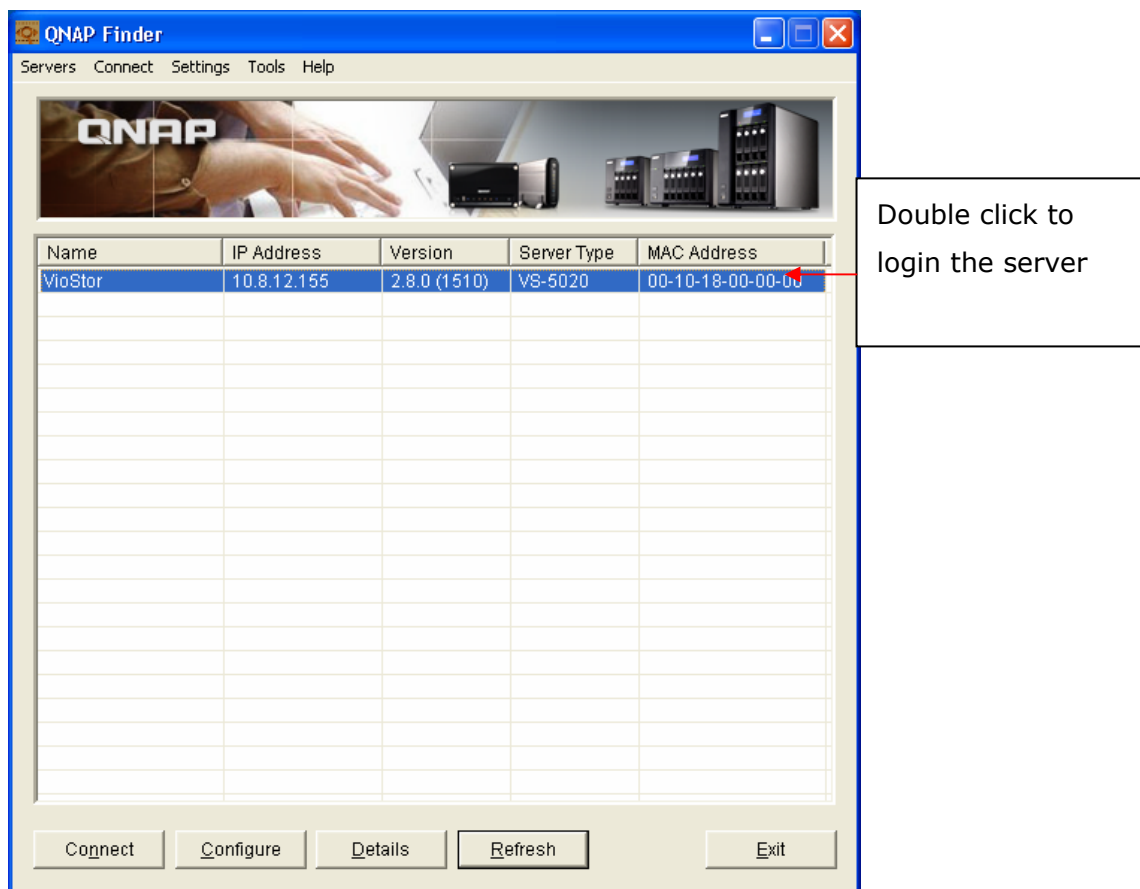 QNAP Finder
Servers Connect Settings Tools Help
QNAP
Name IP Address Version Server Type MAC Address
VioStor 10.8.12.155 2.8.0 (1510) VS-5020 00-10-18-00-00-00
Double click to
login the server
Connect Configure Details Refresh Exit